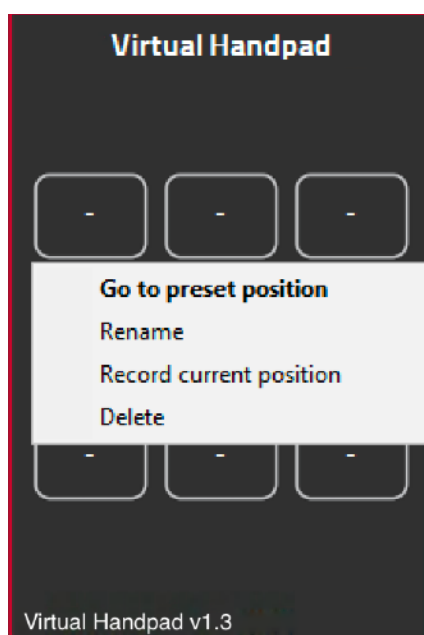 Virtual Handpad
- - -
Go to preset position
Rename
Record current position
Delete
- - -
Virtual Handpad v1.3